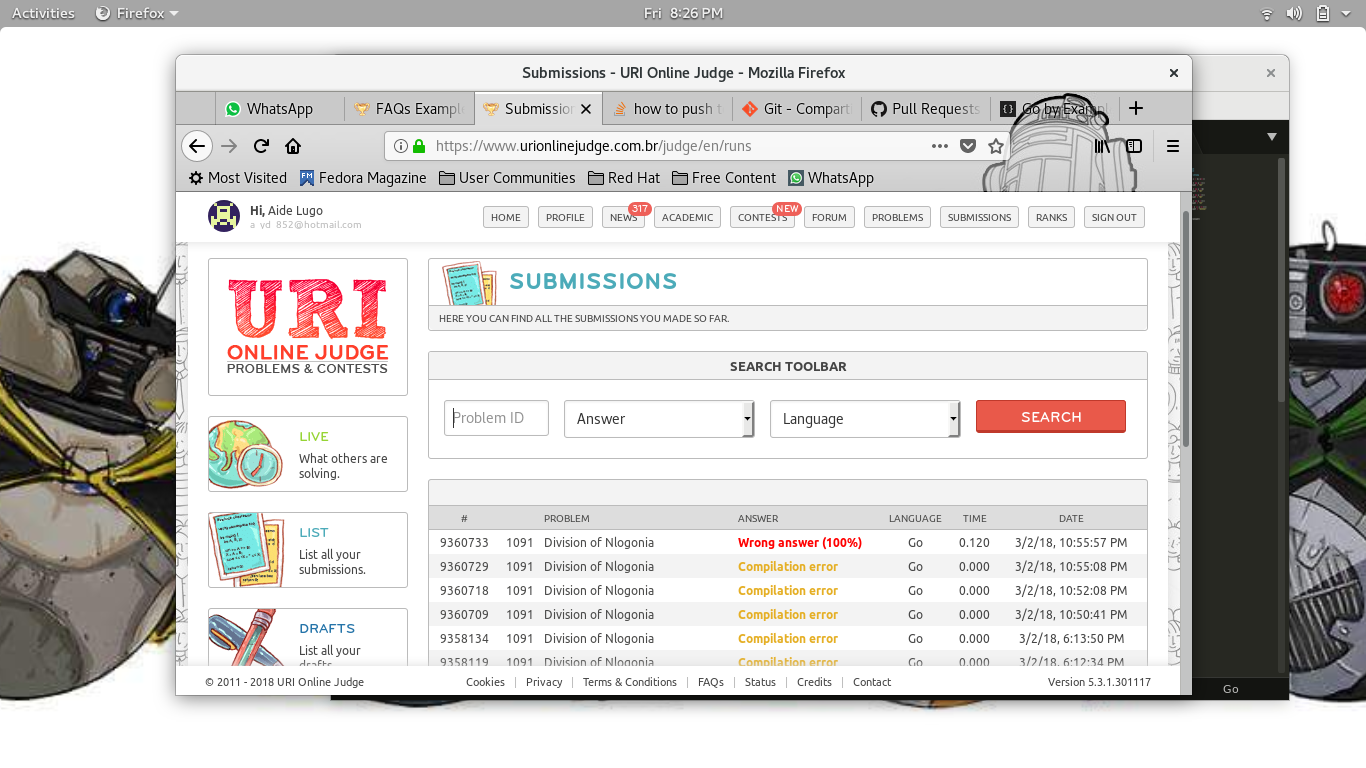 Activities Firefox Fri 8:26 PM
Submissions - URI Online Judge - Mozilla Firefox
WhatsApp FAQs Exampl Submission how to push t Git - Compart Pull Requests Go by Exampl
https://www.urionlinejudge.com.br/judge/en/runs
Most Visited Fedora Magazine User Communities Red Hat Free Content WhatsApp
Hi, Aide Lugo
a yd 852@hotmail.com
HOME PROFILE NEWS 317 ACADEMIC CONTESTS NEW FORUM PROBLEMS SUBMISSIONS RANKS SIGN OUT
URI
ONLINE JUDGE
PROBLEMS & CONTESTS
LIVE
What others are
solving.
LIST
List all your
submissions.
DRAFTS
List all your
drafts.
SUBMISSIONS
HERE YOU CAN FIND ALL THE SUBMISSIONS YOU MADE SO FAR.
SEARCH TOOLBAR
Problem ID Answer Language SEARCH
# PROBLEM ANSWER LANGUAGE TIME DATE
9360733 1091 Division of Nlogonia Wrong answer (100%) Go 0.120 3/2/18, 10:55:57 PM
9360729 1091 Division of Nlogonia Compilation error Go 0.000 3/2/18, 10:55:08 PM
9360718 1091 Division of Nlogonia Compilation error Go 0.000 3/2/18, 10:52:08 PM
9360709 1091 Division of Nlogonia Compilation error Go 0.000 3/2/18, 10:50:41 PM
9358134 1091 Division of Nlogonia Compilation error Go 0.000 3/2/18, 6:13:50 PM
9358119 1091 Division of Nlogonia Compilation error Go 0.000 3/2/18, 6:12:34 PM
© 2011 - 2018 URI Online Judge Cookies Privacy Terms & Conditions FAQs Status Credits Contact Version 5.3.1.301117
Go